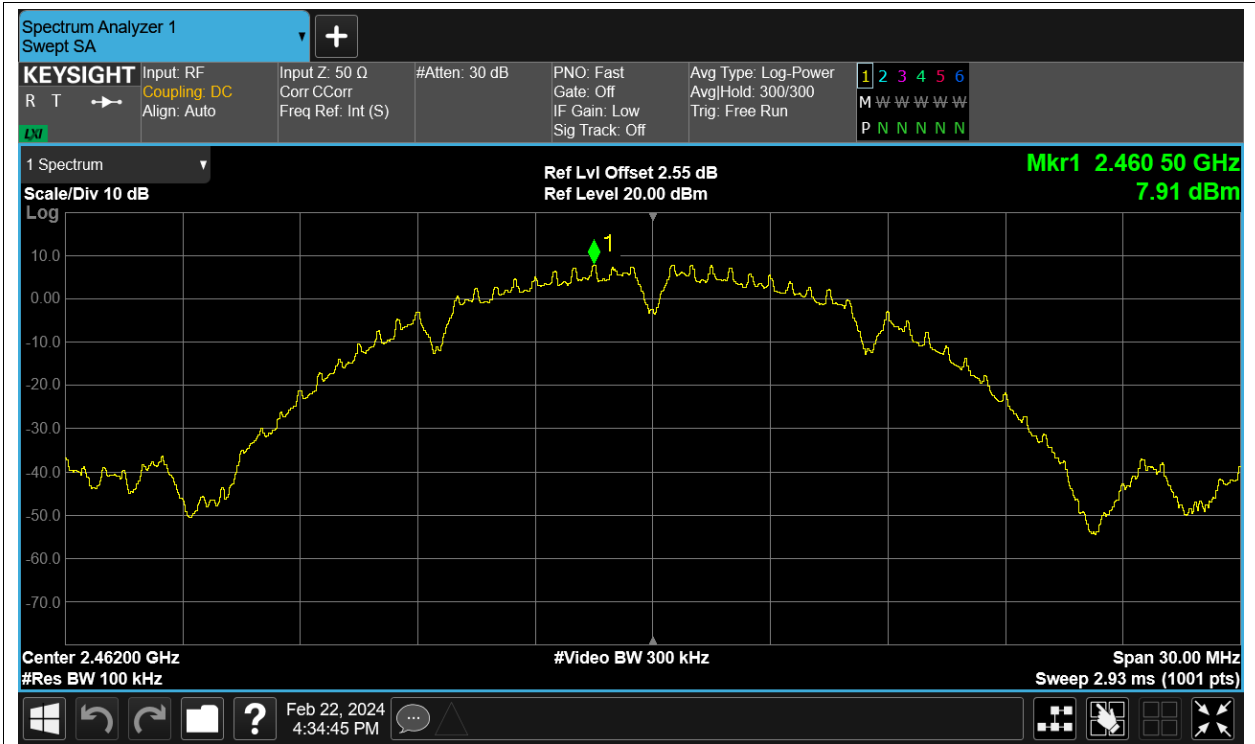 Spectrum Analyzer 1
Swept SA
+
KEYSIGHT
R T
LXI
Input: RF
Coupling: DC
Align: Auto
Input Z: 50 Ω
Corr CCorr
Freq Ref: Int (S)
#Atten: 30 dB
PNO: Fast
Gate: Off
IF Gain: Low
Sig Track: Off
Avg Type: Log-Power
Avg|Hold: 300/300
Trig: Free Run
1 2 3 4 5 6
M W W W W W
P N N N N N
1 Spectrum
Scale/Div 10 dB
Log
Ref Lvl Offset 2.55 dB
Ref Level 20.00 dBm
Mkr1 2.460 50 GHz
7.91 dBm
1
10.0
0.00
-10.0
-20.0
-30.0
-40.0
-50.0
-60.0
-70.0
Center 2.46200 GHz
#Res BW 100 kHz
#Video BW 300 kHz
Span 30.00 MHz
Sweep 2.93 ms (1001 pts)
?
Feb 22, 2024
4:34:45 PM